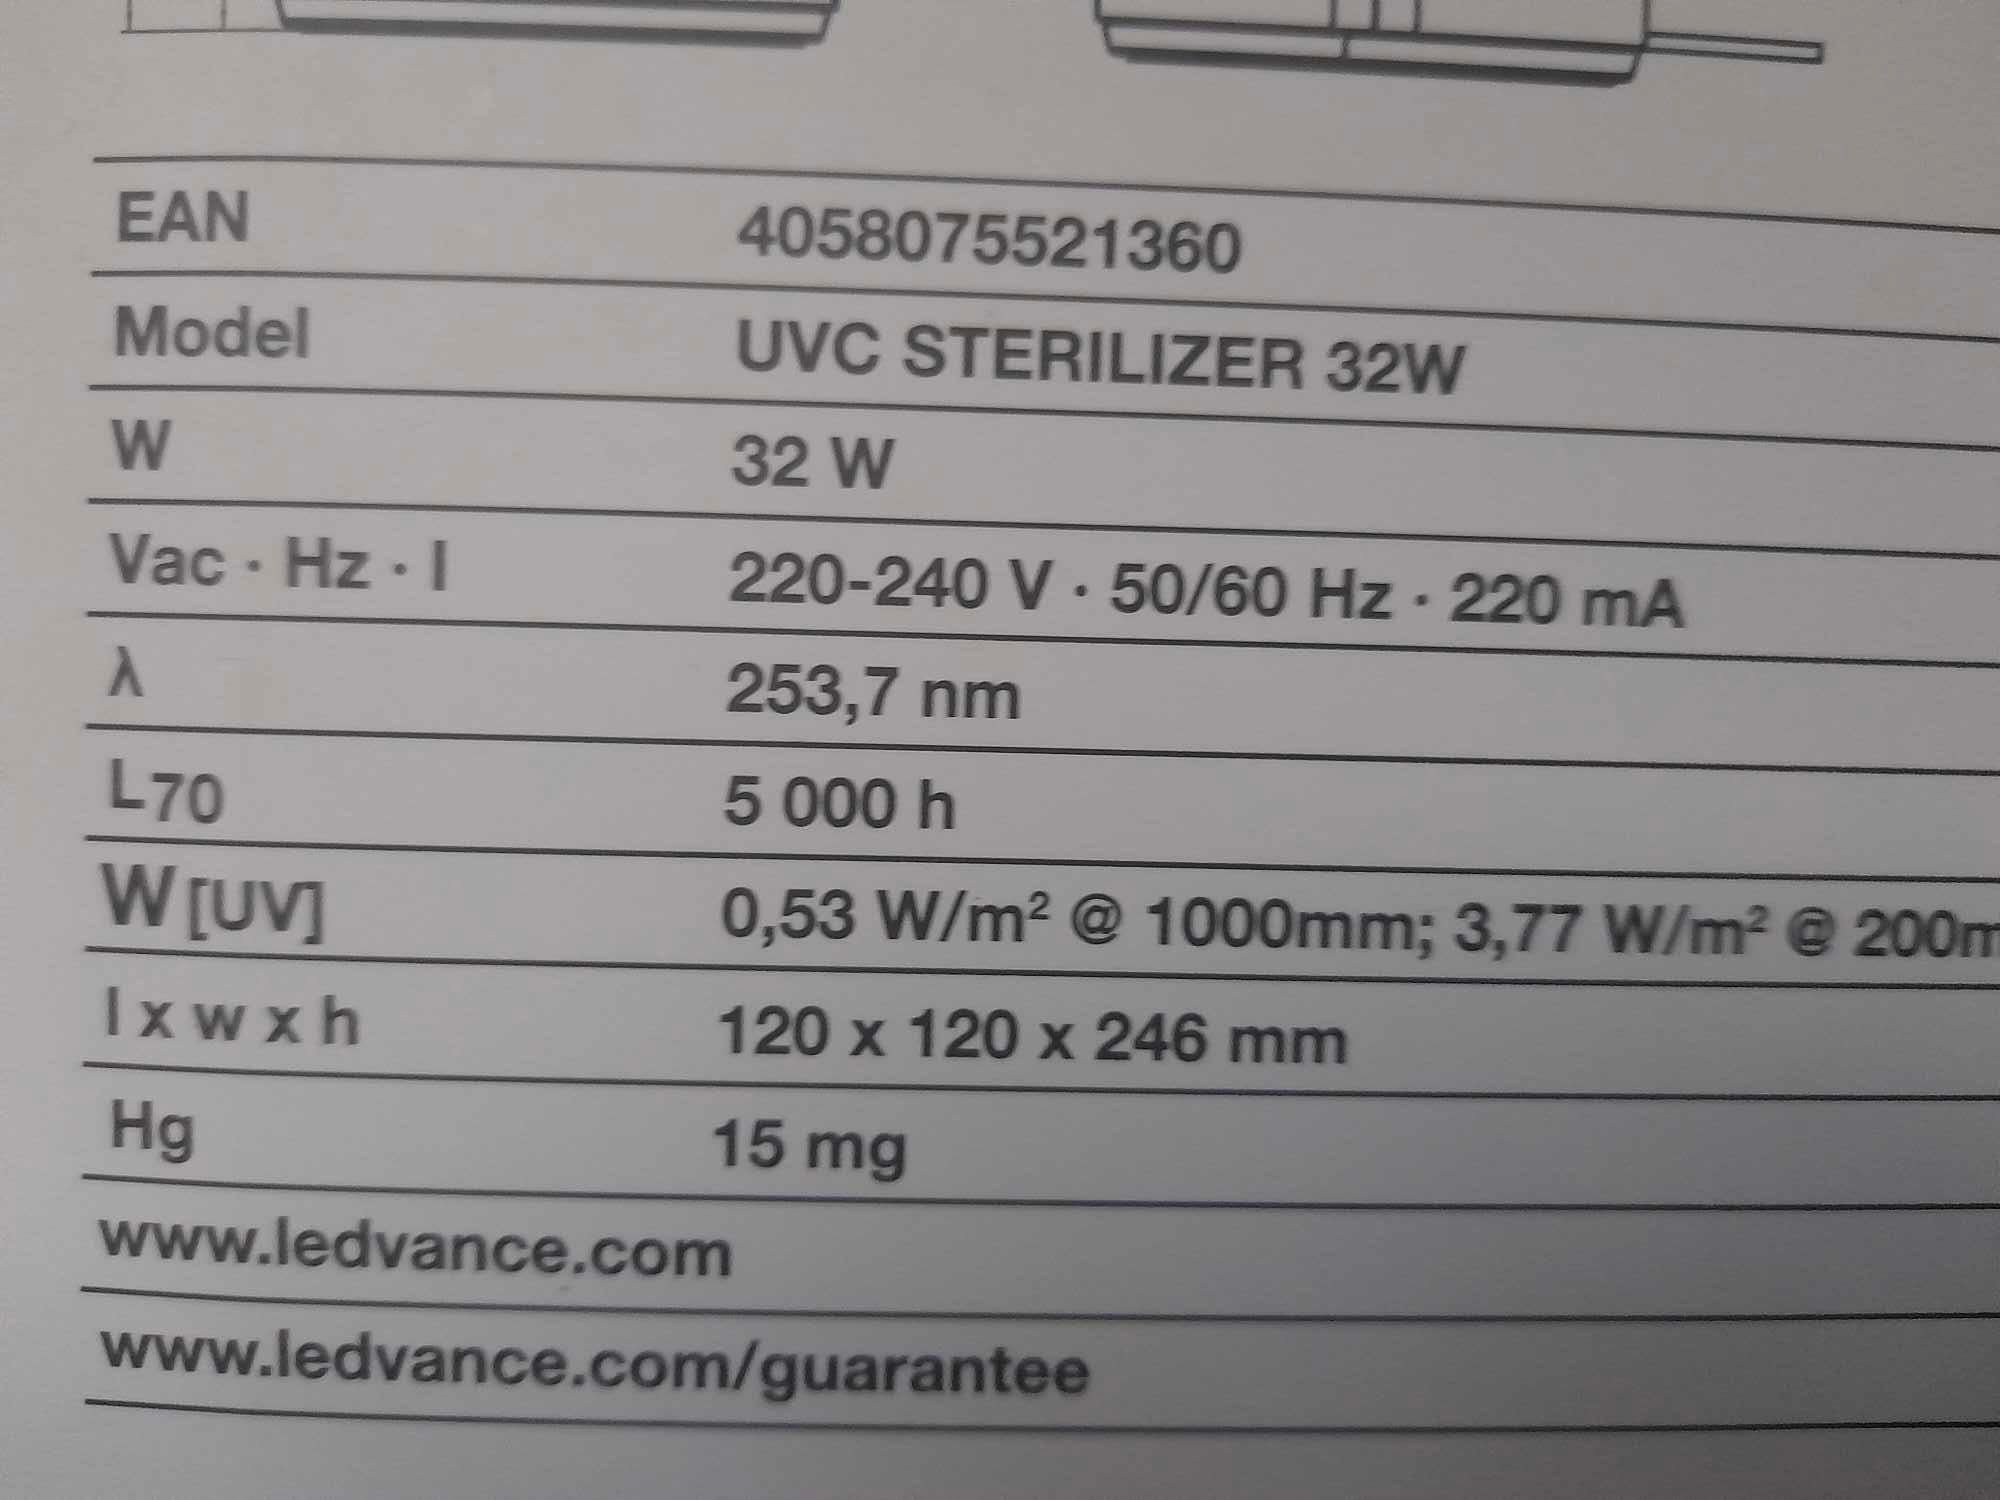 EAN 4058075521360
Model UVC STERILIZER 32W
W 32 W
Vac · Hz · I 220-240 V · 50/60 Hz · 220 mA
λ 253,7 nm
L70 5 000 h
W[UV] 0,53 W/m² @ 1000mm; 3,77 W/m² @ 200m
l x w x h 120 x 120 x 246 mm
Hg 15 mg
www.ledvance.com
www.ledvance.com/guarantee